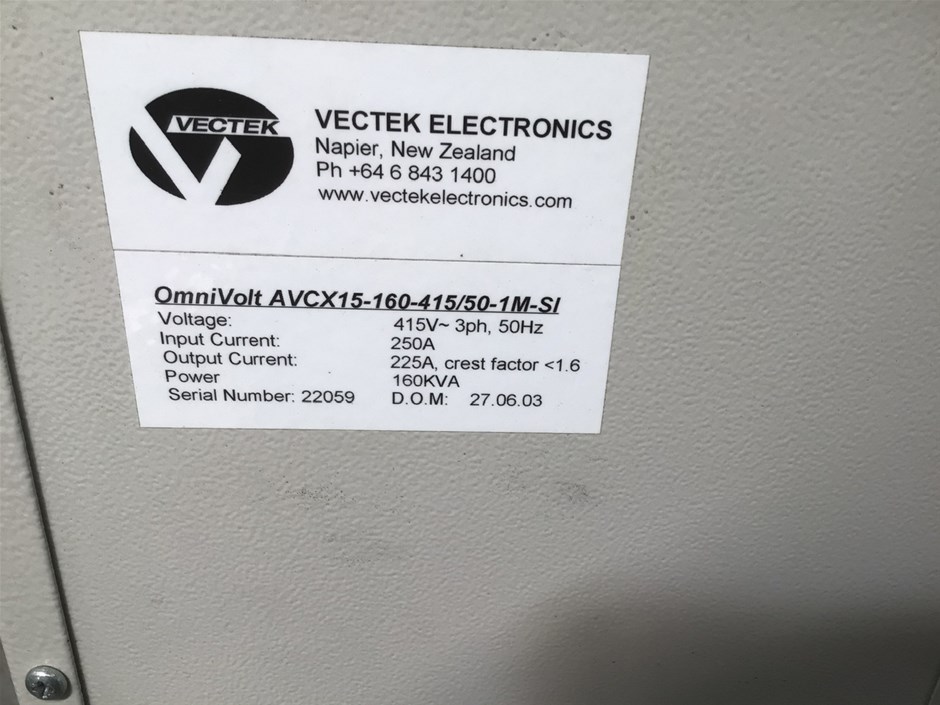 VECTEK
VECTEK ELECTRONICS
Napier, New Zealand
Ph +64 6 843 1400
www.vectekelectronics.com
OmniVolt AVCX15-160-415/50-1M-SI
Voltage: 415V~ 3ph, 50Hz
Input Current: 250A
Output Current: 225A, crest factor <1.6
Power 160KVA
Serial Number: 22059 D.O.M: 27.06.03